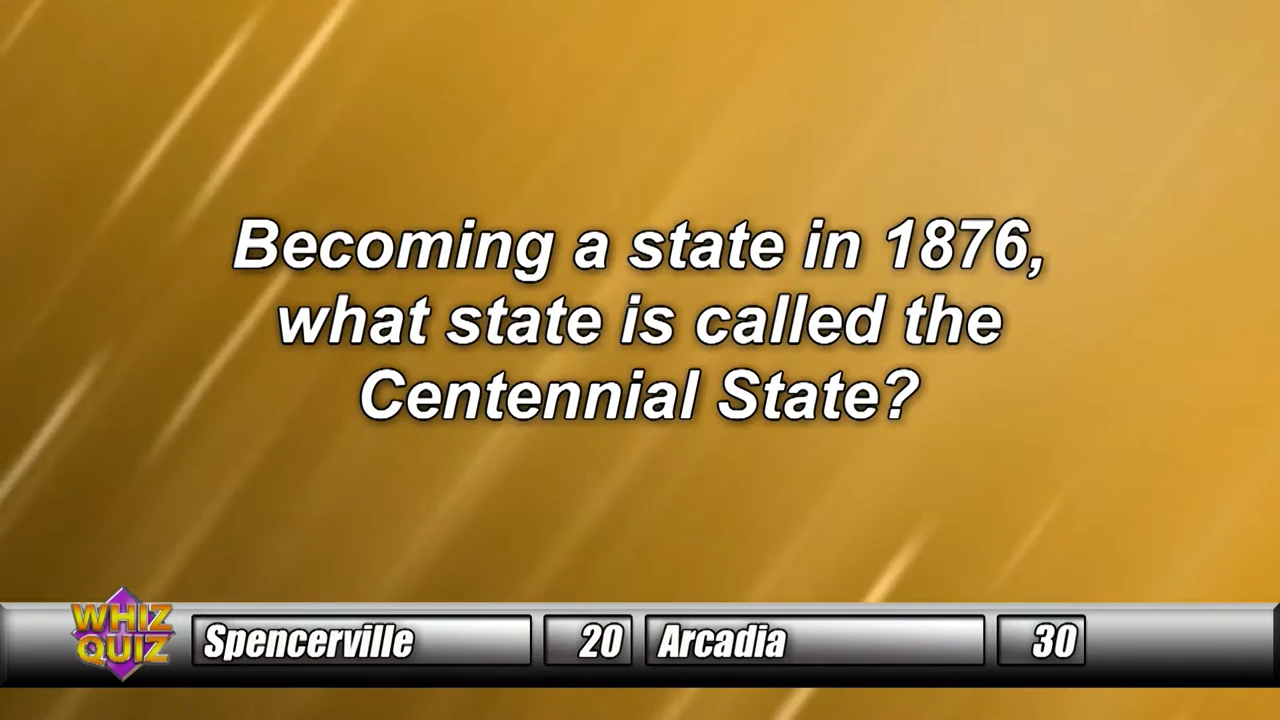 Becoming a state in 1876,
what state is called the
Centennial State?
WHIZ
QUIZ
Spencerville 20 Arcadia 30